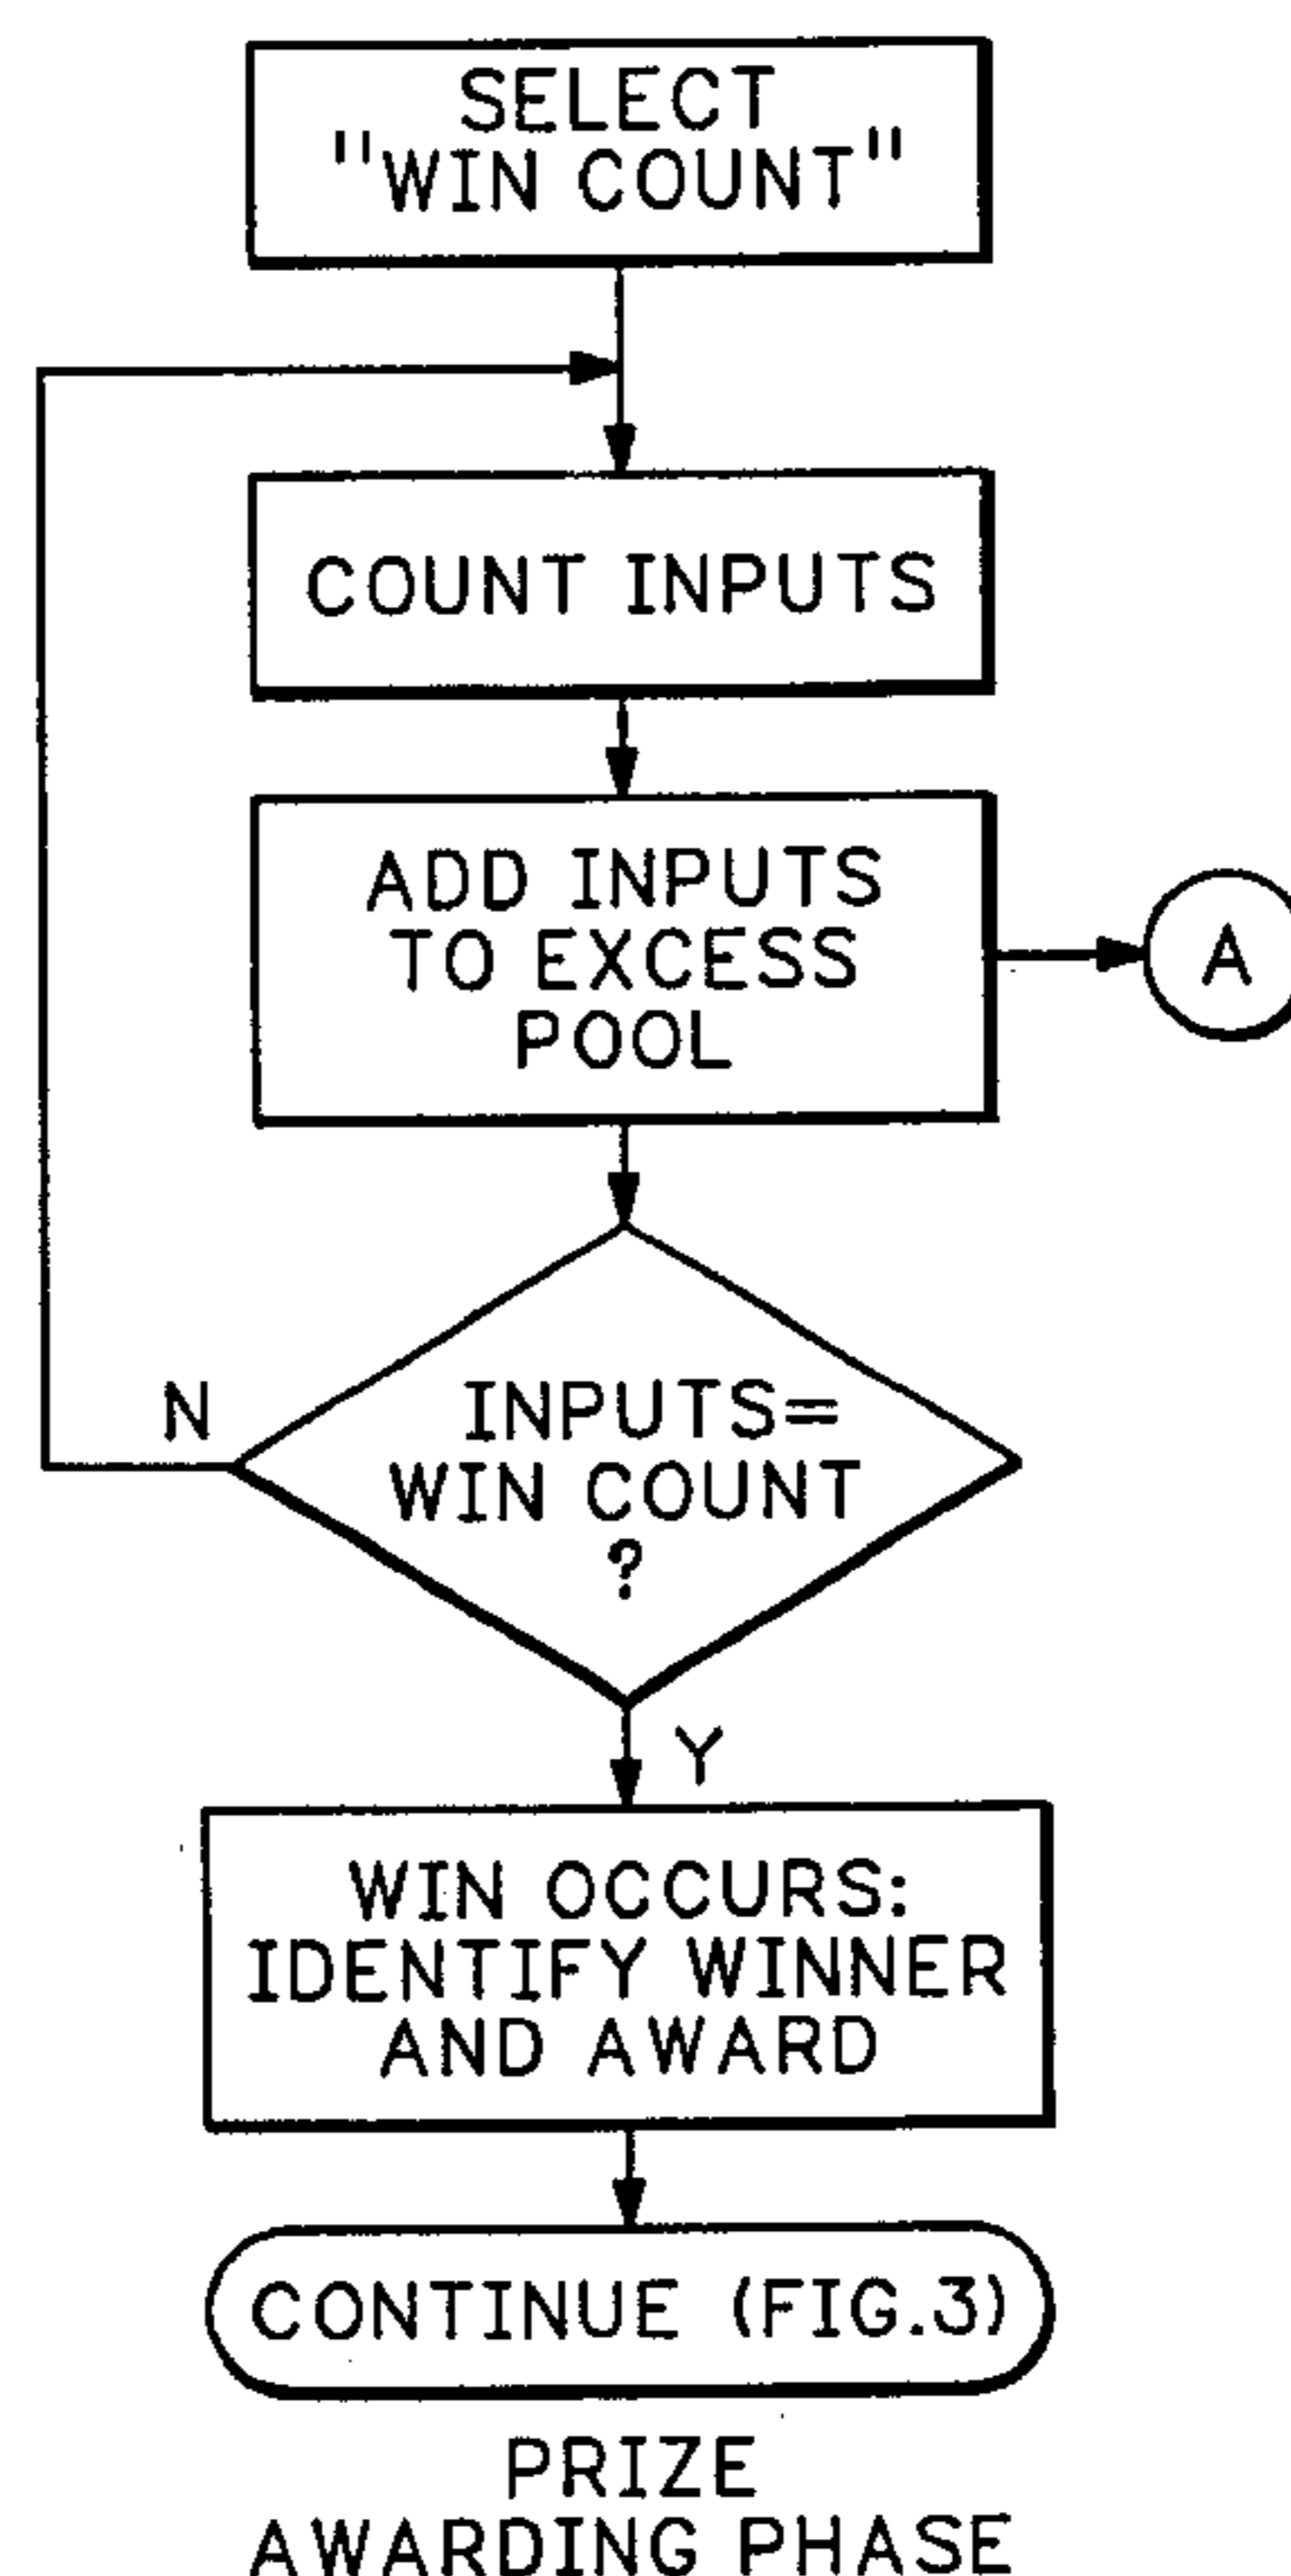 SELECT
"WIN COUNT"
COUNT INPUTS
ADD INPUTS
TO EXCESS
POOL
A
N
INPUTS=
WIN COUNT
?
Y
WIN OCCURS:
IDENTIFY WINNER
AND AWARD
CONTINUE (FIG.3)
PRIZE
AWARDING PHASE